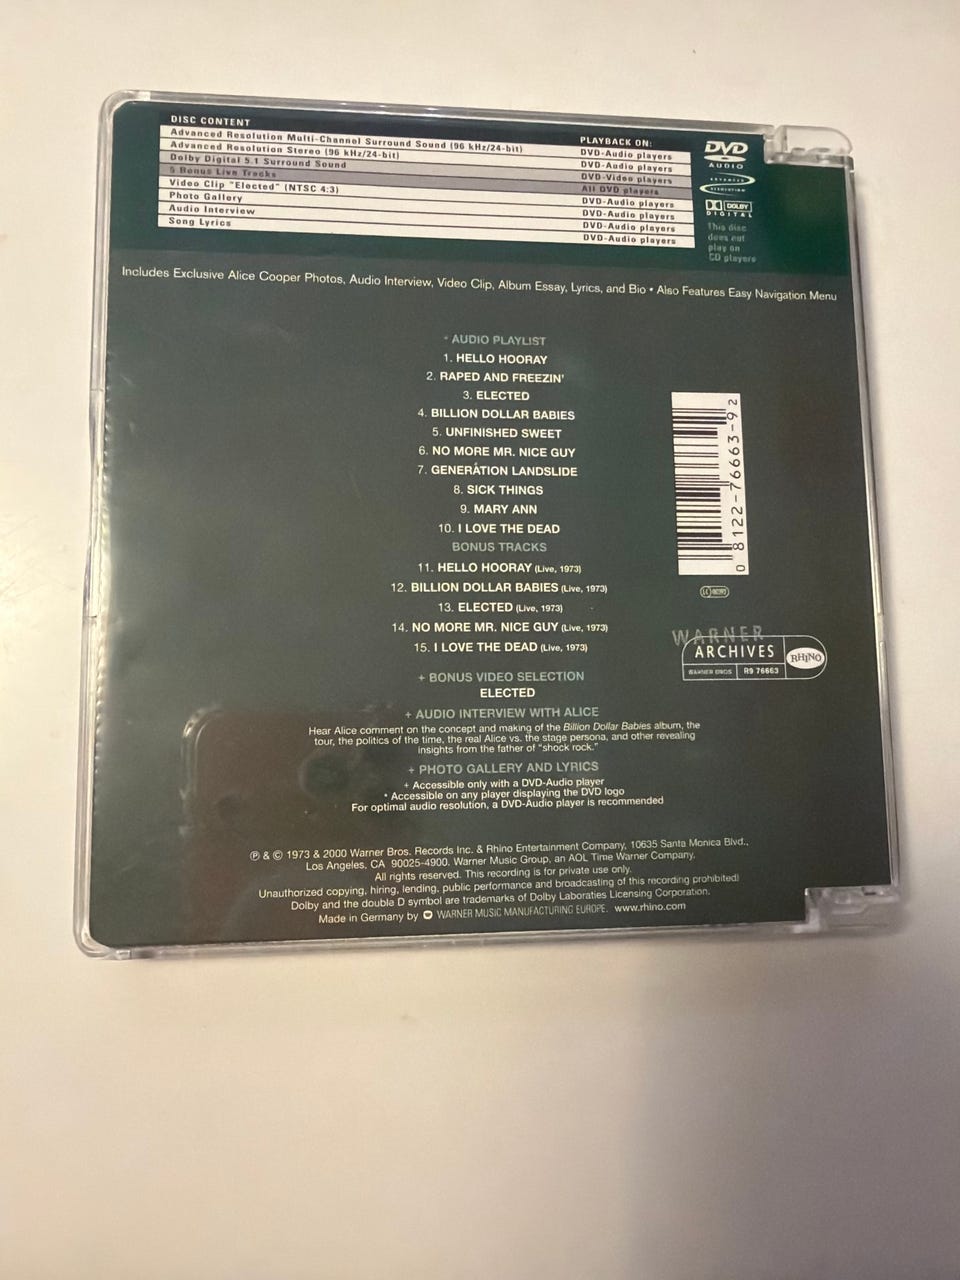 DISC CONTENT PLAYBACK ON:
Advanced Resolution Multi-Channel Surround Sound (96 kHz/24-bit) DVD-Audio players
Advanced Resolution Stereo (96 kHz/24-bit) DVD-Audio players
Dolby Digital 5.1 Surround Sound DVD-Video players
5 Bonus Live Tracks All DVD players
Video Clip "Elected" (NTSC 4:3) DVD-Audio players
Photo Gallery DVD-Audio players
Audio Interview DVD-Audio players
Song Lyrics DVD-Audio players
DVD
AUDIO
ADVANCED
RESOLUTION
DOLBY
DIGITAL
This disc
does not
play on
CD players
Includes Exclusive Alice Cooper Photos, Audio Interview, Video Clip, Album Essay, Lyrics, and Bio • Also Features Easy Navigation Menu
* AUDIO PLAYLIST
1. HELLO HOORAY
2. RAPED AND FREEZIN'
3. ELECTED
4. BILLION DOLLAR BABIES
5. UNFINISHED SWEET
6. NO MORE MR. NICE GUY
7. GENERATION LANDSLIDE
8. SICK THINGS
9. MARY ANN
10. I LOVE THE DEAD
BONUS TRACKS
11. HELLO HOORAY (Live, 1973)
12. BILLION DOLLAR BABIES (Live, 1973)
13. ELECTED (Live, 1973)
14. NO MORE MR. NICE GUY (Live, 1973)
15. I LOVE THE DEAD (Live, 1973)
+ BONUS VIDEO SELECTION
ELECTED
+ AUDIO INTERVIEW WITH ALICE
Hear Alice comment on the concept and making of the Billion Dollar Babies album, the
tour, the politics of the time, the real Alice vs. the stage persona, and other revealing
insights from the father of "shock rock."
+ PHOTO GALLERY AND LYRICS
+ Accessible only with a DVD-Audio player
* Accessible on any player displaying the DVD logo
For optimal audio resolution, a DVD-Audio player is recommended
0 8122-76663-9 2
WARNER
ARCHIVES
RHINO
WARNER BROS R9 76663
℗ & © 1973 & 2000 Warner Bros. Records Inc. & Rhino Entertainment Company, 10635 Santa Monica Blvd.,
Los Angeles, CA 90025-4900. Warner Music Group, an AOL Time Warner Company.
All rights reserved. This recording is for private use only.
Unauthorized copying, hiring, lending, public performance and broadcasting of this recording prohibited!
Dolby and the double D symbol are trademarks of Dolby Laboraties Licensing Corporation.
Made in Germany by WARNER MUSIC MANUFACTURING EUROPE. www.rhino.com